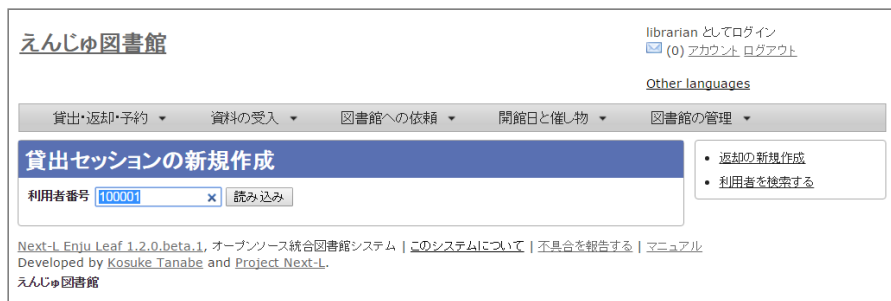 えんじゅ図書館
librarian としてログイン
(0) アカウント ログアウト
Other languages
貸出・返却・予約 ▼ 資料の受入 ▼ 図書館への依頼 ▼ 開館日と催し物 ▼ 図書館の管理 ▼
貸出セッションの新規作成
利用者番号 100001 × 読み込み
• 返却の新規作成
• 利用者を検索する
Next-L Enju Leaf 1.2.0.beta.1, オープンソース統合図書館システム | このシステムについて | 不具合を報告する | マニュアル
Developed by Kosuke Tanabe and Project Next-L.
えんじゅ図書館